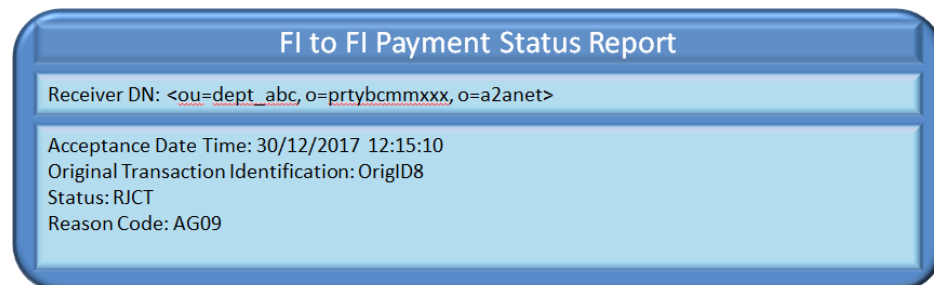 FI to FI Payment Status Report
Receiver DN: <ou=dept_abc, o=prtybcmmxxx, o=a2anet>
Acceptance Date Time: 30/12/2017 12:15:10
Original Transaction Identification: OrigID8
Status: RJCT
Reason Code: AG09